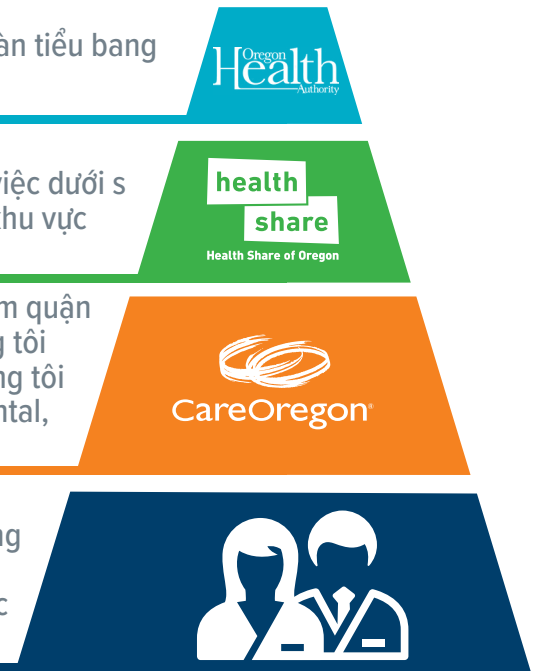 àn tiểu bang
Oregon
Health
Authority
iệc dưới s
khu vực
health
share
Health Share of Oregon
m quận
g tôi
ng tôi
ntal,
CareOregon®
ng
c